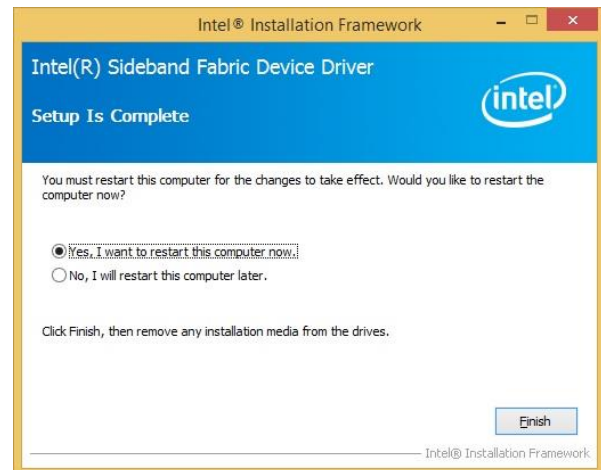 Intel® Installation Framework
Intel(R) Sideband Fabric Device Driver
Setup Is Complete
intel
You must restart this computer for the changes to take effect. Would you like to restart the
computer now?
Yes, I want to restart this computer now.
No, I will restart this computer later.
Click Finish, then remove any installation media from the drives.
Finish
Intel® Installation Framework